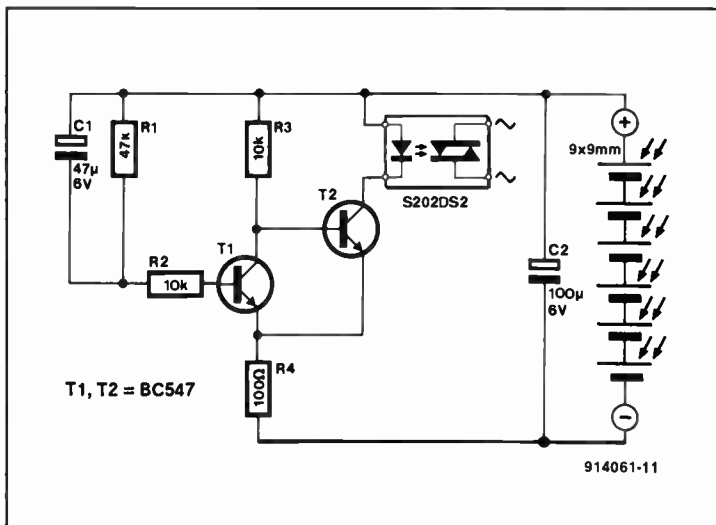 C1
47μ
6V
47k
R1
R3
10k
9x9mm
S202DS2
T2
T1
R2
10k
C2
100μ
6V
R4
100Ω
T1, T2 = BC547
914061-11